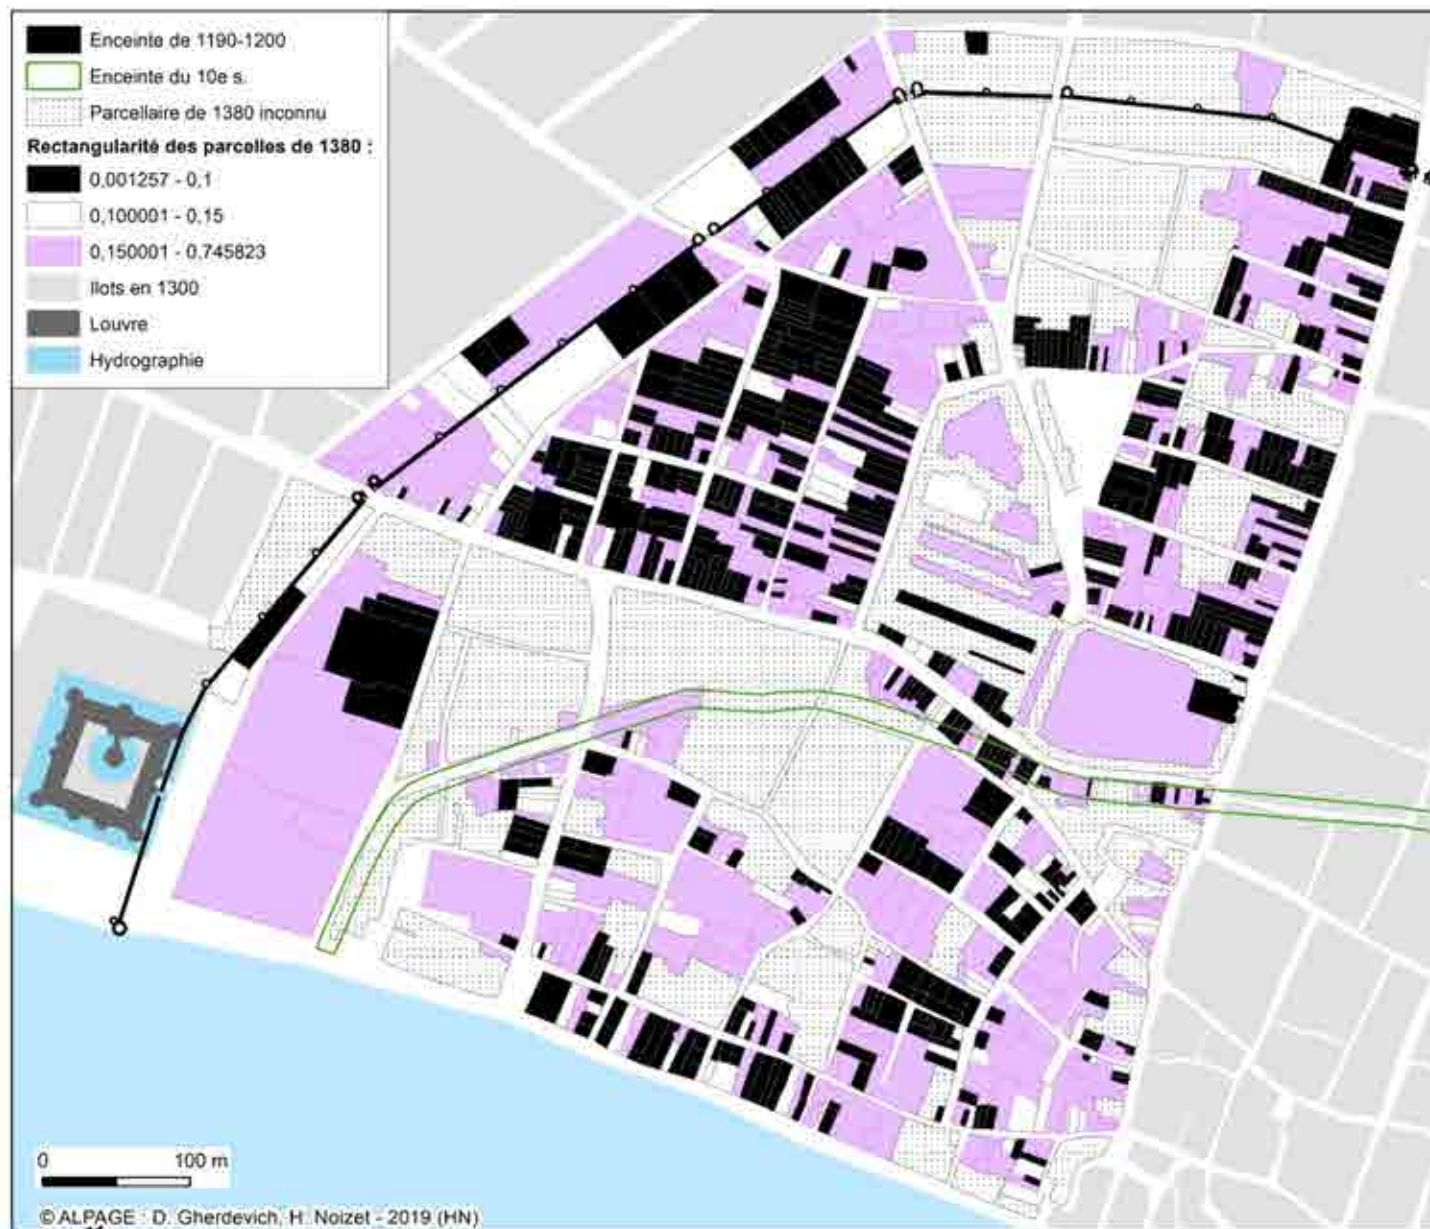 Enceinte de 1190-1200
Enceinte du 10e s.
Parcellaire de 1380 inconnu
Rectangularité des parcelles de 1380 :
0,001257 - 0,1
0,100001 - 0,15
0,150001 - 0.745823
Ilots en 1300
Louvre
Hydrographie
0 100 m
© ALPAGE : D. Gherdevich, H. Noizet - 2019 (HN)